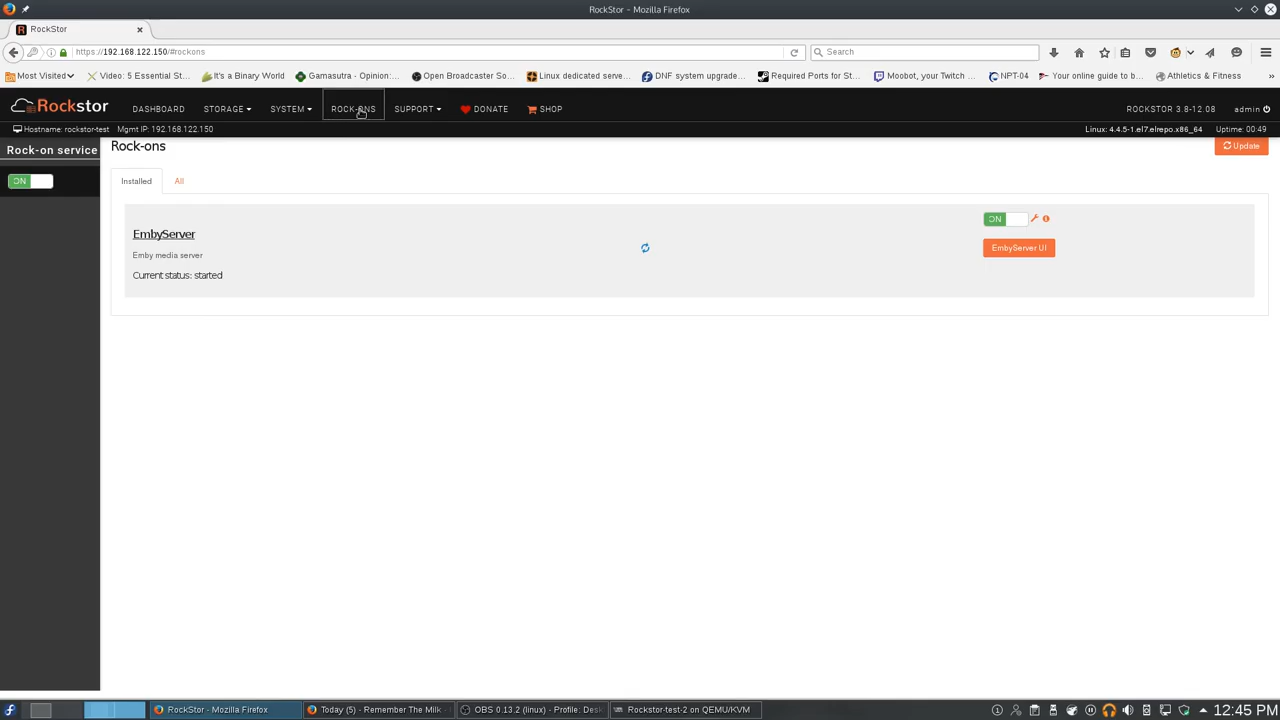 RockStor - Mozilla Firefox
RockStor
https://192.168.122.150/#rockons
Search
Most Visited
Video: 5 Essential St...
It's a Binary World
Gamasutra - Opinion:...
Open Broadcaster So...
Linux dedicated serve...
DNF system upgrade...
Required Ports for St...
Moobot, your Twitch ...
NPT-04
Your online guide to b...
Athletics & Fitness
»
Rockstor
DASHBOARD
STORAGE
SYSTEM
ROCK-ONS
SUPPORT
DONATE
SHOP
ROCKSTOR 3.8-12.08
admin
Hostname: rockstor-test
Mgmt IP: 192.168.122.150
Linux: 4.4.5-1.el7.elrepo.x86_64
Uptime: 00:49
Rock-on service
ON
Rock-ons
Update
Installed
All
EmbyServer
Emby media server
Current status: started
ON
EmbyServer UI
RockStor - Mozilla Firefox
Today (5) - Remember The Milk -
OBS 0.13.2 (linux) - Profile: Desk
Rockstor-test-2 on QEMU/KVM
12:45 PM